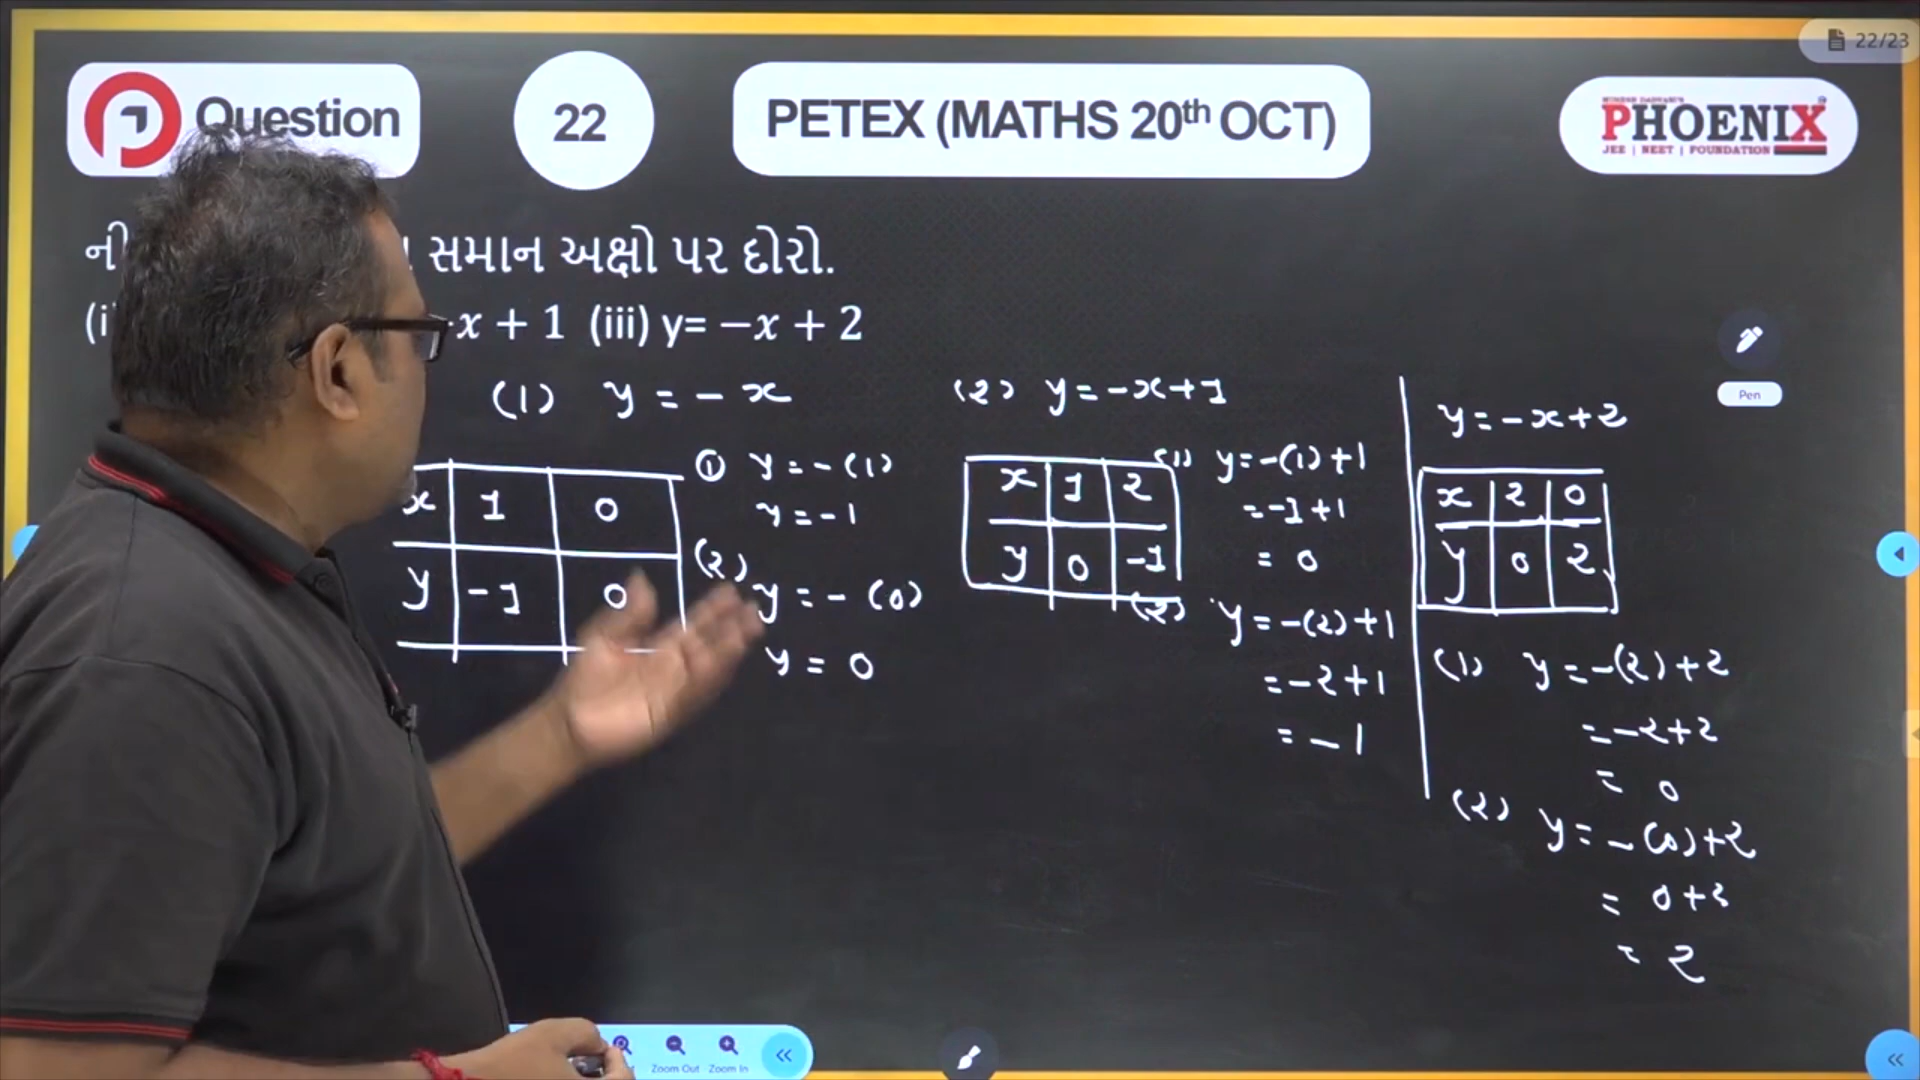 22/23
Question
22
PETEX (MATHS 20th OCT)
PHOENIX
JEE | NEET | FOUNDATION
સમાન અક્ષો પર દોરો.
x + 1 (iii) y= −x + 2
(1) y = - x
(2) y = -x+1
y = -x+2
Pen
x 1 0
y -1 0
① y = -(1)
y = -1
(2) y = - (0)
y = 0
x 1 2
y 0 -1
(1) y = -(1)+1
= -1+1
= 0
(2) y = -(2)+1
= -2+1
= -1
x 2 0
y 0 2
(1) y = -(2)+2
= -2+2
= 0
(2) y = -(0)+2
= 0+2
= 2
Zoom Out Zoom In